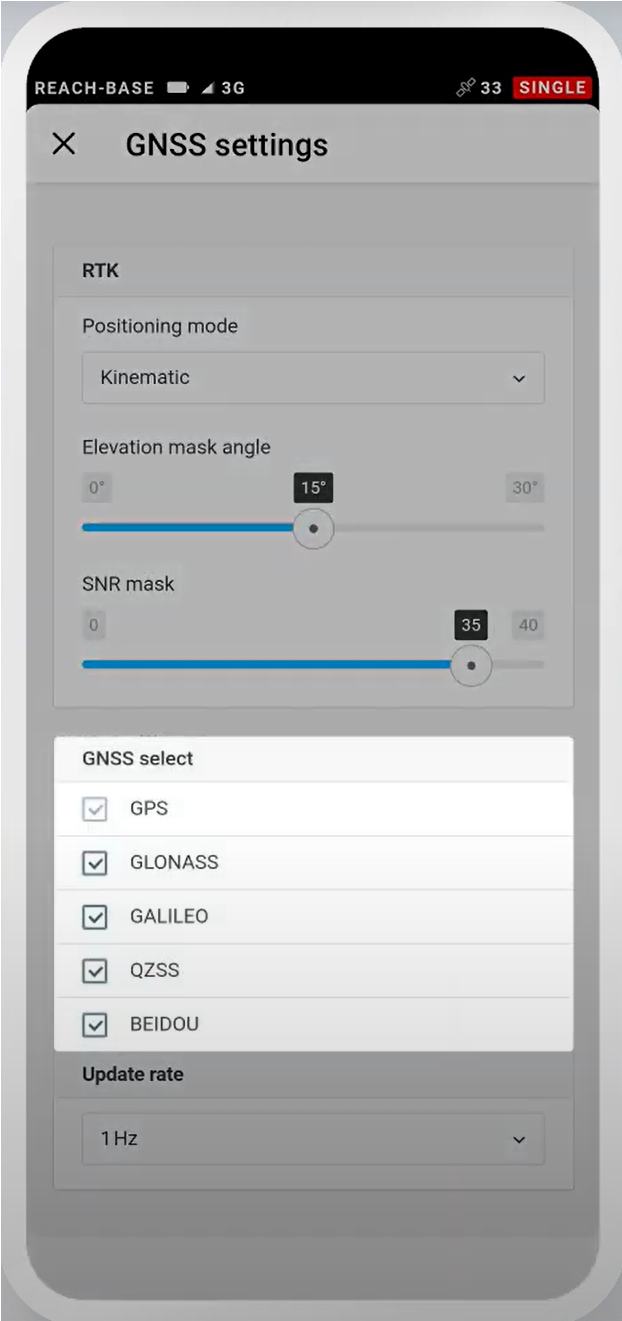 REACH-BASE 3G 33 SINGLE
GNSS settings
RTK
Positioning mode
Kinematic
Elevation mask angle
0° 15° 30°
SNR mask
0 35 40
GNSS select
GPS
GLONASS
GALILEO
QZSS
BEIDOU
Update rate
1 Hz